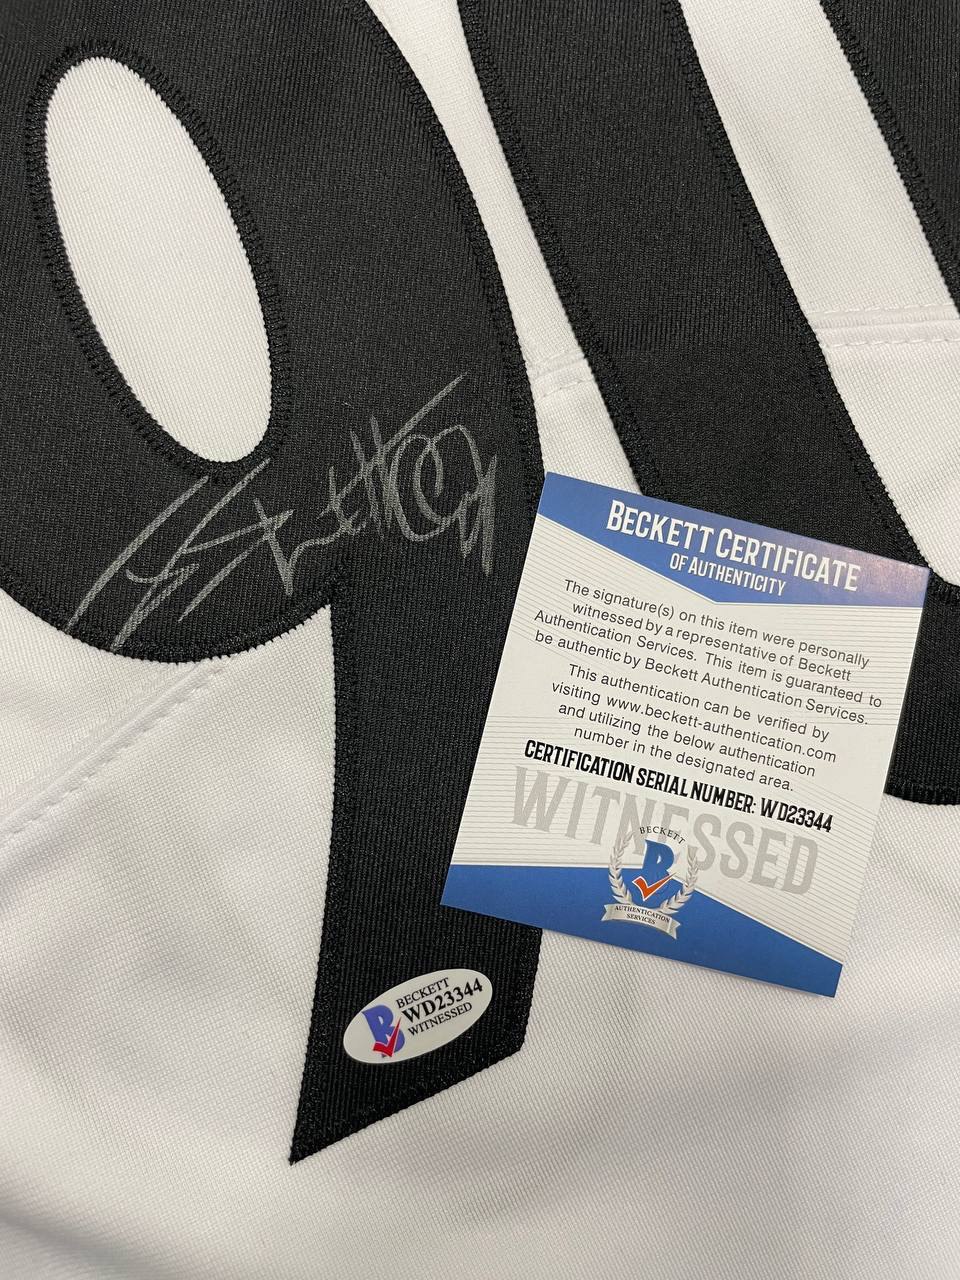 BECKETT CERTIFICATE
OF AUTHENTICITY
The signature(s) on this item were personally
witnessed by a representative of Beckett
Authentication Services. This item is guaranteed to
be authentic by Beckett Authentication Services.
This authentication can be verified by
visiting www.beckett-authentication.com
and utilizing the below authentication
number in the designated area.
CERTIFICATION SERIAL NUMBER: WD23344
WITNESSED
BECKETT
B
AUTHENTICATION
SERVICES
BECKETT
B
WD23344
WITNESSED